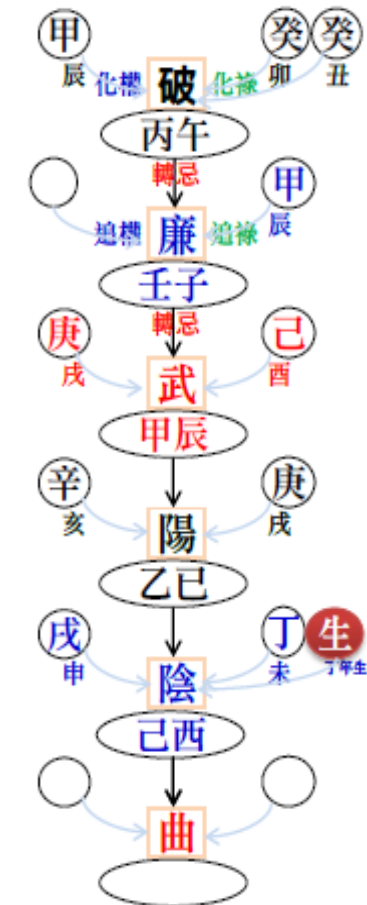 甲 癸 癸
辰 化權 破 化祿 卯 丑
丙午
轉忌
甲
追權 廉 追祿 辰
壬子
轉忌
庚 己
戌 武 酉
甲辰
辛 庚
亥 陽 戌
乙巳
戌 丁 生
申 陰 未 丁年生
己酉
曲